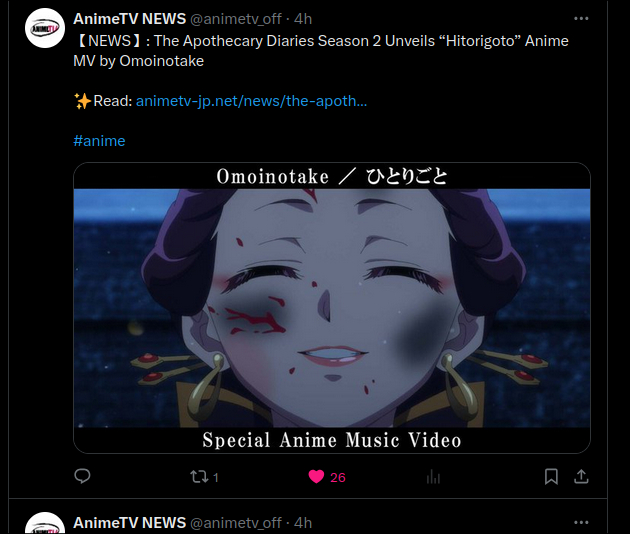 AnimeTV NEWS @animetv_off · 4h
【NEWS】: The Apothecary Diaries Season 2 Unveils “Hitorigoto” Anime
MV by Omoinotake
✨Read: animetv-jp.net/news/the-apoth...
#anime
Omoinotake ／ ひとりごと
Special Anime Music Video
1
26
AnimeTV NEWS @animetv_off · 4h